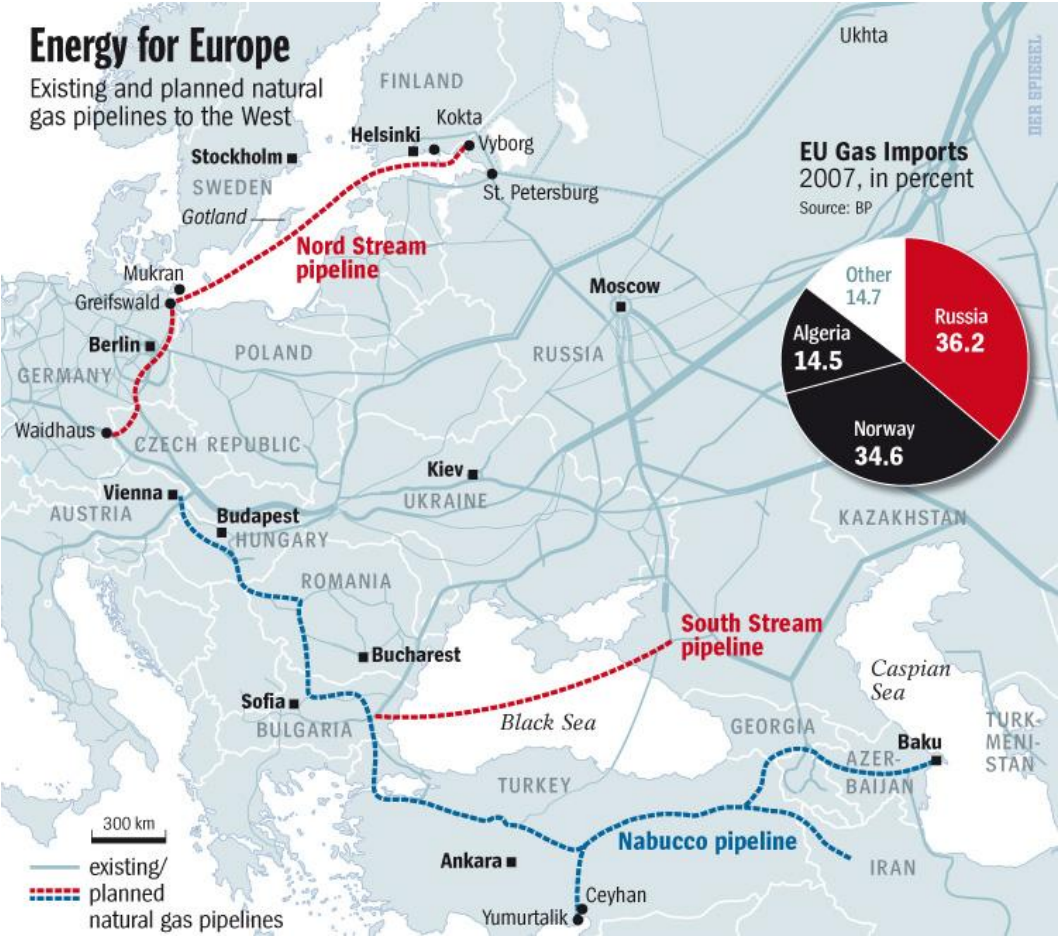 Energy for Europe
Existing and planned natural
gas pipelines to the West
Ukhta
DER SPIEGEL
FINLAND
Kokta
Helsinki
Vyborg
Stockholm
St. Petersburg
SWEDEN
Gotland
Nord Stream
pipeline
EU Gas Imports
2007, in percent
Source: BP
Other
14.7
Russia
36.2
Algeria
14.5
Norway
34.6
Mukran
Greifswald
Moscow
Berlin
POLAND
RUSSIA
GERMANY
Waidhaus
CZECH REPUBLIC
Kiev
UKRAINE
Vienna
AUSTRIA
Budapest
HUNGARY
KAZAKHSTAN
ROMANIA
South Stream
pipeline
Bucharest
Caspian
Sea
Sofia
BULGARIA
Black Sea
GEORGIA
TURK-
MENI-
STAN
Baku
AZER-
BAIJAN
TURKEY
300 km
Nabucco pipeline
Ankara
IRAN
Ceyhan
Yumurtalik
existing/
planned
natural gas pipelines